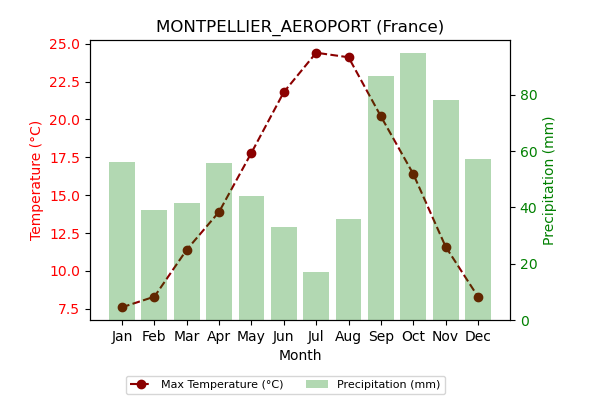 MONTPELLIER_AEROPORT (France)
Temperature (°C)
25.0
22.5
20.0
17.5
15.0
12.5
10.0
7.5
80
60
40
20
0
Precipitation (mm)
Jan Feb Mar Apr May Jun Jul Aug Sep Oct Nov Dec
Month
Max Temperature (°C) Precipitation (mm)